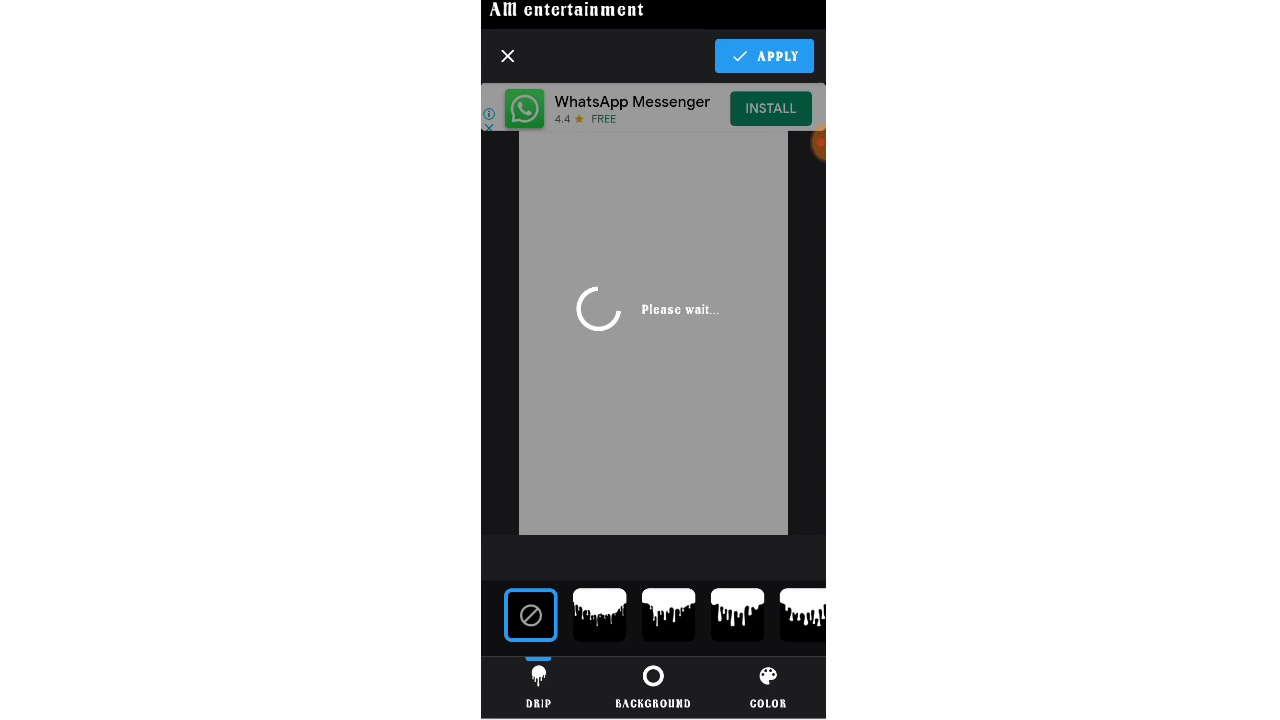 AM entertainment
APPLY
WhatsApp Messenger
4.4 ★ FREE
INSTALL
Please wait...
DRIP
BACKGROUND
COLOR